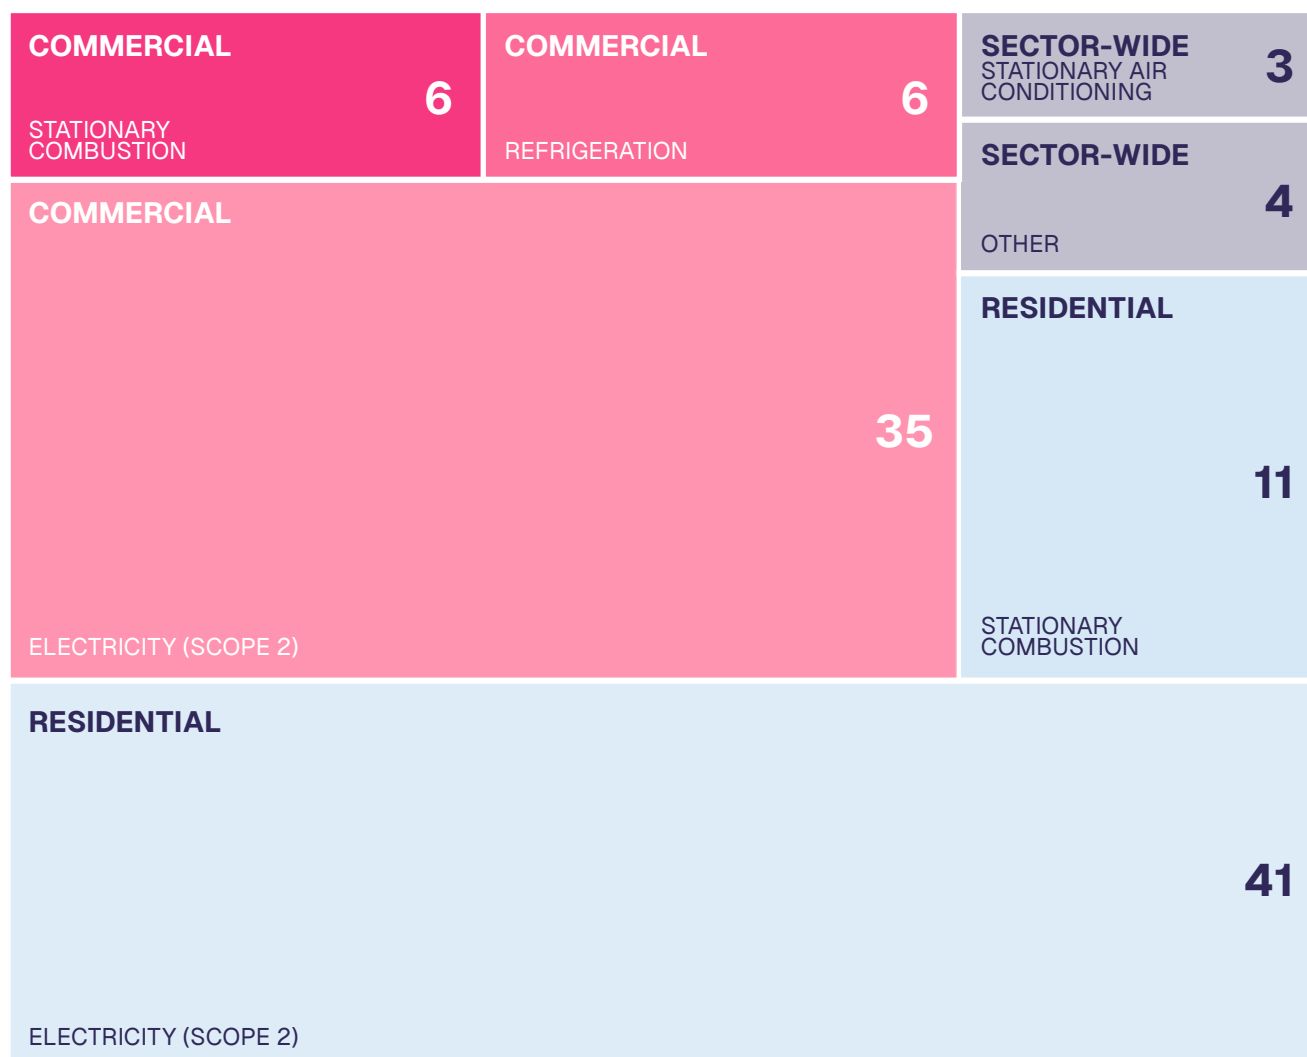 COMMERCIAL
6
STATIONARY
COMBUSTION
COMMERCIAL
6
REFRIGERATION
SECTOR-WIDE
STATIONARY AIR
CONDITIONING
3
SECTOR-WIDE
4
OTHER
COMMERCIAL
35
ELECTRICITY (SCOPE 2)
RESIDENTIAL
11
STATIONARY
COMBUSTION
RESIDENTIAL
41
ELECTRICITY (SCOPE 2)